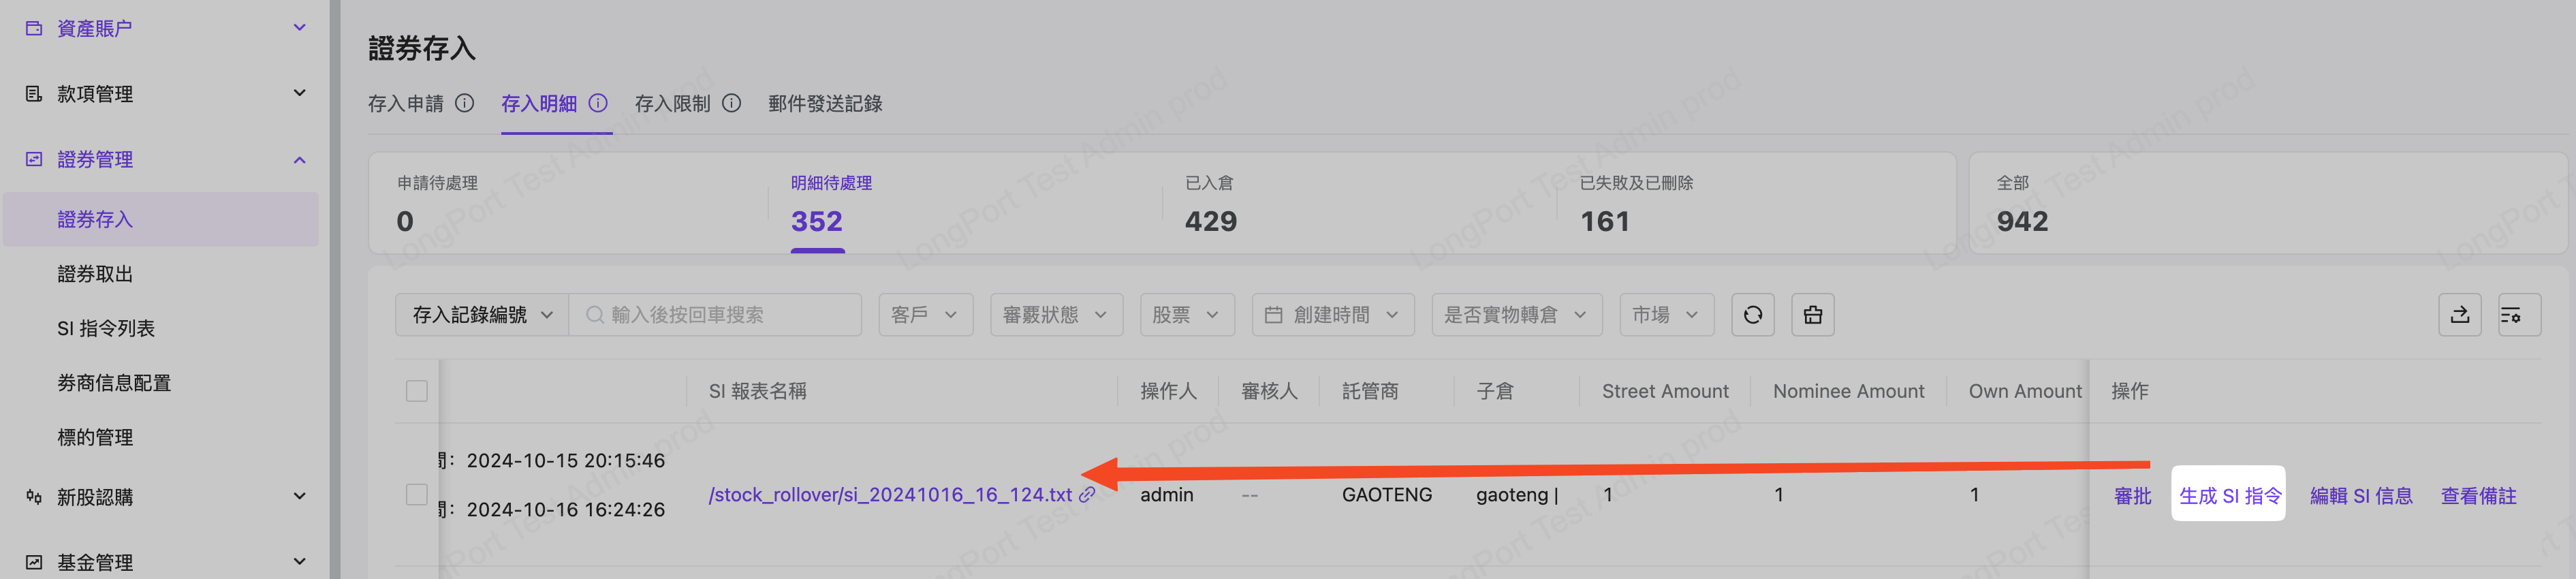 資產賬户
款項管理
證券管理
證券存入
證券取出
SI 指令列表
券商信息配置
標的管理
新股認購
基金管理
證券存入
存入申請 存入明細 存入限制 郵件發送記錄
申請待處理 明細待處理 已入倉 已失敗及已刪除 全部
0 352 429 161 942
存入記錄編號 輸入後按回車搜索 客戶 審覈狀態 股票 創建時間 是否實物轉倉 市場
SI 報表名稱 操作人 審核人 託管商 子倉 Street Amount Nominee Amount Own Amount 操作
: 2024-10-15 20:15:46
: 2024-10-16 16:24:26
/stock_rollover/si_20241016_16_124.txt admin -- GAOTENG gaoteng | 1 1 1 審批 生成 SI 指令 編輯 SI 信息 查看備註
LongPort Test Admin prod